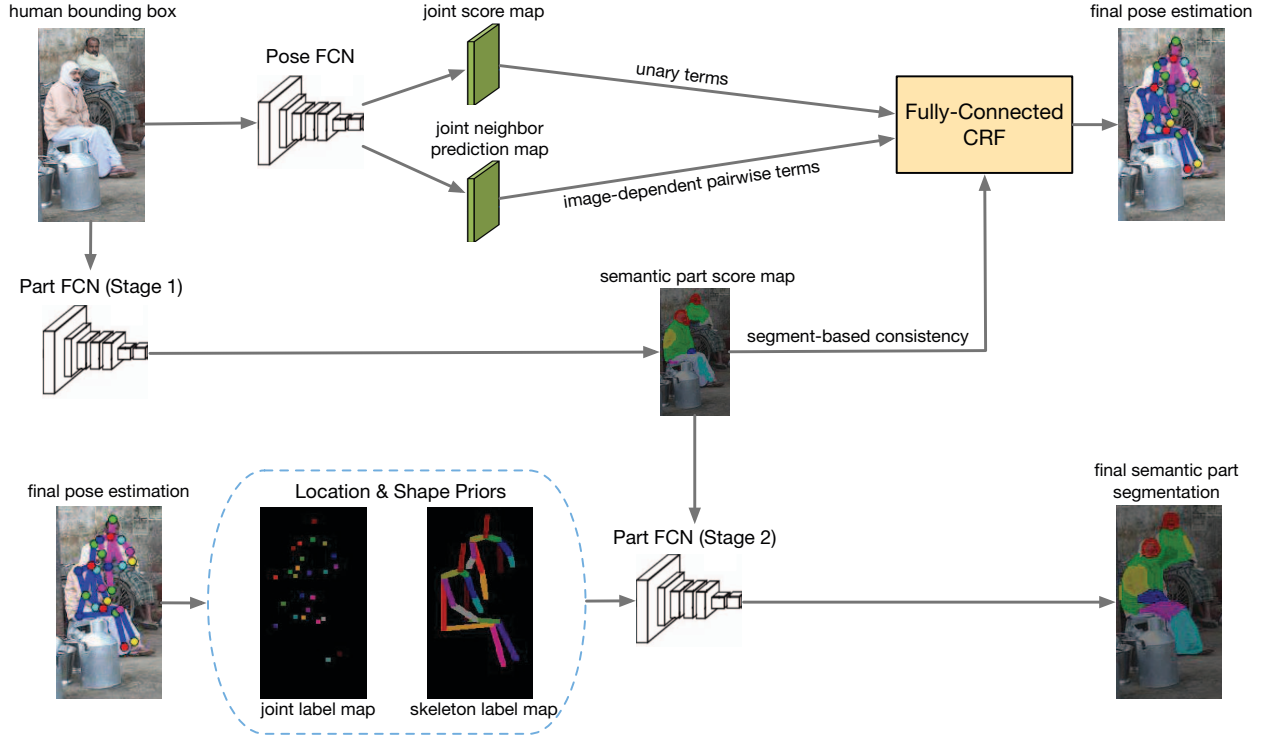 human bounding box
joint score map
final pose estimation
Pose FCN
unary terms
Fully-Connected
CRF
joint neighbor
prediction map
image-dependent pairwise terms
Part FCN (Stage 1)
semantic part score map
segment-based consistency
final pose estimation
Location & Shape Priors
final semantic part
segmentation
Part FCN (Stage 2)
joint label map
skeleton label map